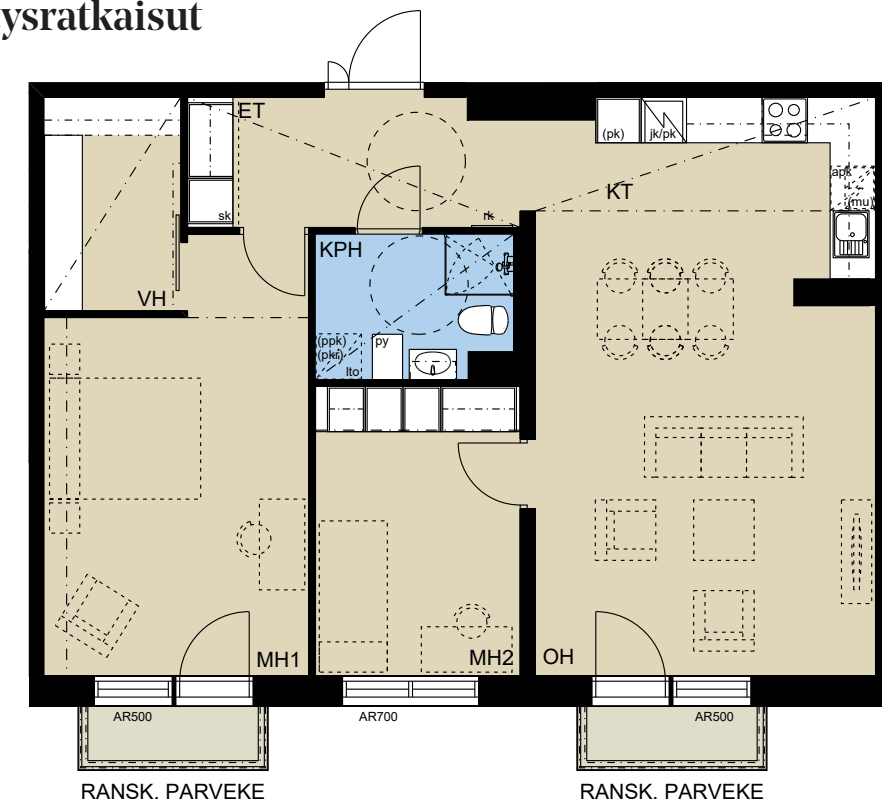 ysratkaisut
ET
(pk)
jk/pk
KT
apk
(mu)
sk
rk
KPH
VH
(ppk)
(pkr)
lto
py
MH1
MH2
OH
AR500
AR700
AR500
RANSK. PARVEKE
RANSK. PARVEKE